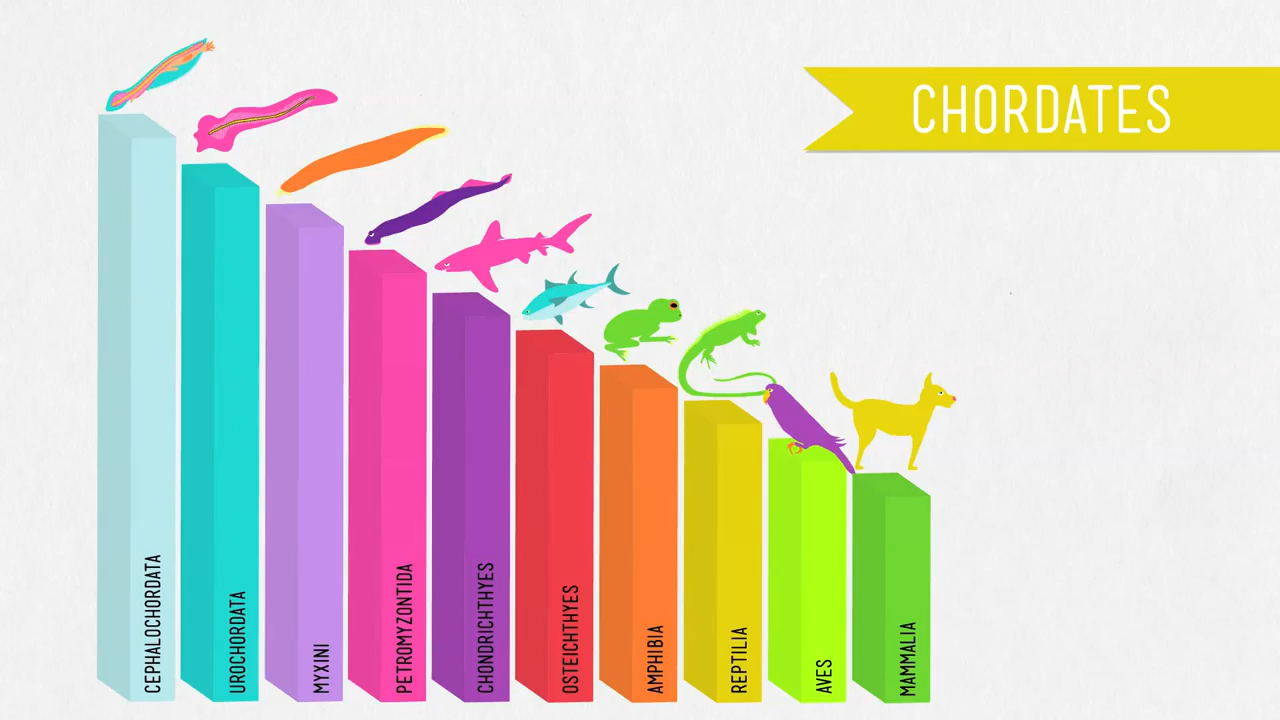 CHORDATES
CEPHALOCHORDATA
UROCHORDATA
MYXINI
PETROMYZONTIDA
CHONDRICHTHYES
OSTEICHTHYES
AMPHIBIA
REPTILIA
AVES
MAMMALIA